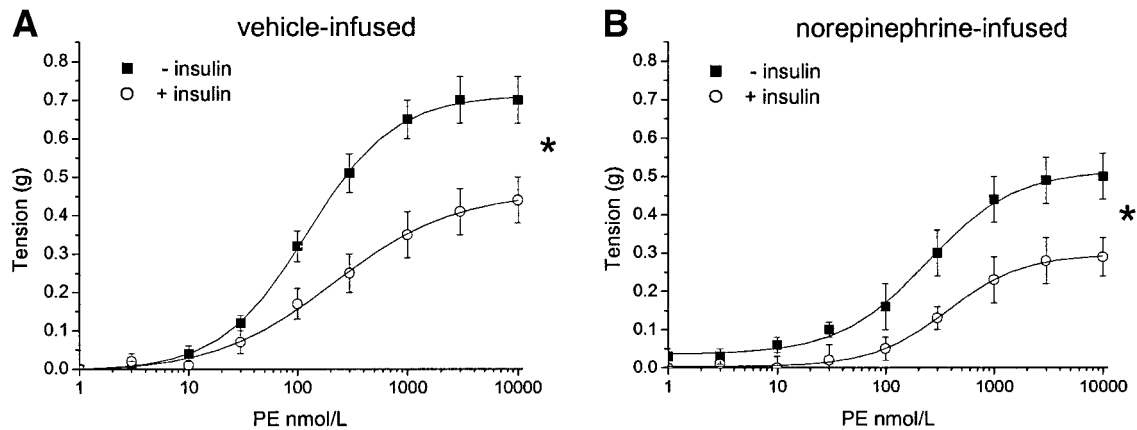 A
vehicle-infused
- insulin
+ insulin
0.8
0.7
0.6
0.5
0.4
0.3
0.2
0.1
0.0
Tension (g)
1
10
100
1000
10000
PE nmol/L
*
B
norepinephrine-infused
- insulin
+ insulin
0.8
0.7
0.6
0.5
0.4
0.3
0.2
0.1
0.0
Tension (g)
1
10
100
1000
10000
PE nmol/L
*